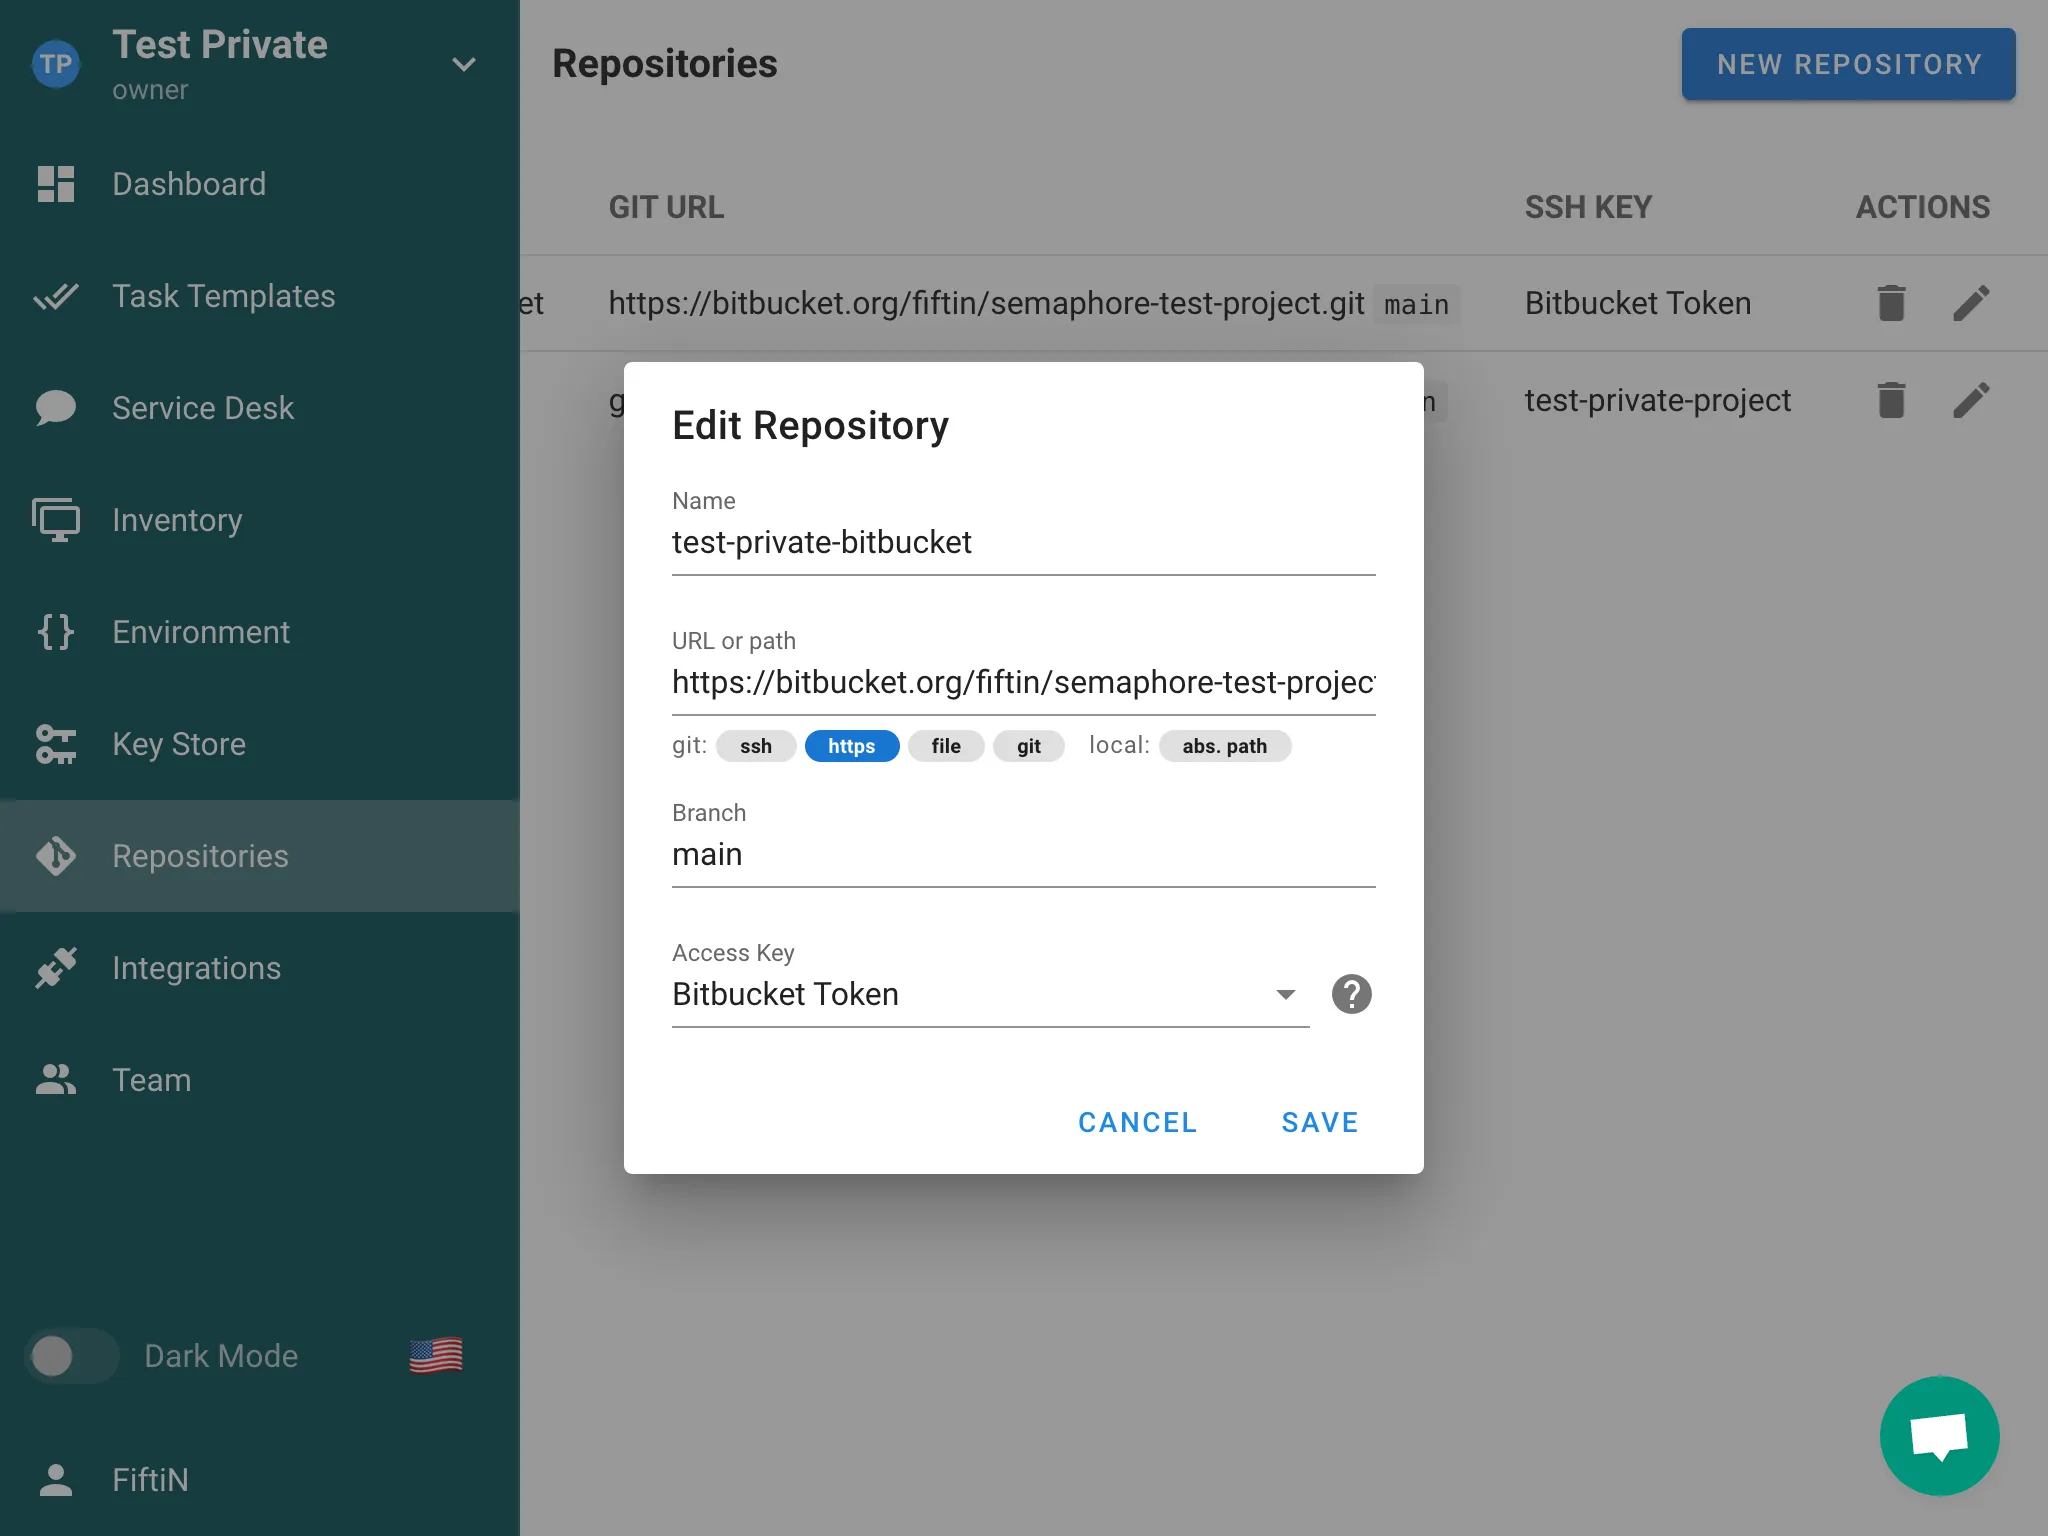 TP
Test Private
owner
Dashboard
Task Templates
Service Desk
Inventory
Environment
Key Store
Repositories
Integrations
Team
Dark Mode
FiftiN
Repositories
NEW REPOSITORY
GIT URL SSH KEY ACTIONS
et https://bitbucket.org/fiftin/semaphore-test-project.git main Bitbucket Token
g n test-private-project
Edit Repository
Name
test-private-bitbucket
URL or path
https://bitbucket.org/fiftin/semaphore-test-project
git: ssh https file git local: abs. path
Branch
main
Access Key
Bitbucket Token
?
CANCEL SAVE